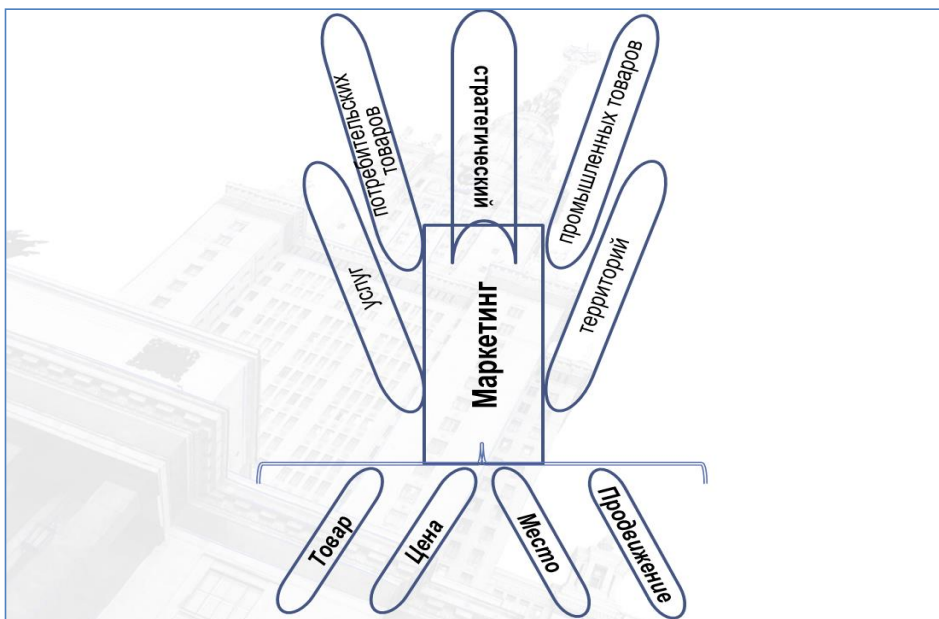 услуг
потребительских
товаров
стратегический
промышленных товаров
территорий
Маркетинг
Товар
Цена
Место
Продвижение